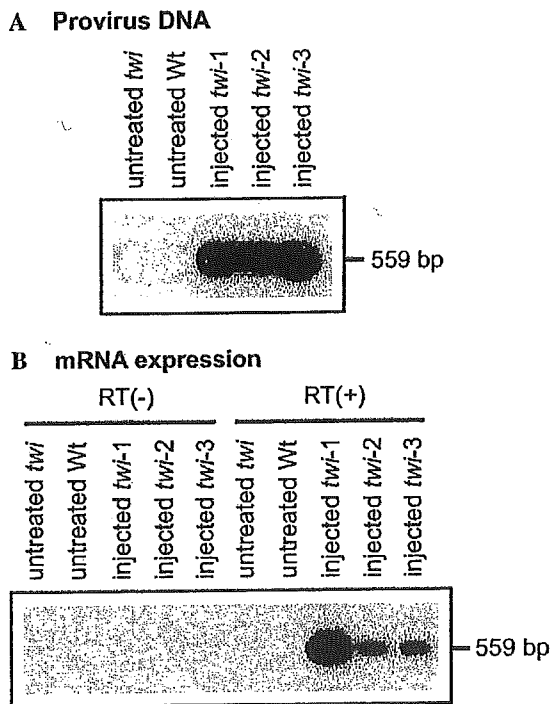 A Provirus DNA
untreated twi
untreated Wt
injected twi-1
injected twi-2
injected twi-3
559 bp
B mRNA expression
RT(-) RT(+)
untreated twi
untreated Wt
injected twi-1
injected twi-2
injected twi-3
untreated twi
untreated Wt
injected twi-1
injected twi-2
injected twi-3
559 bp